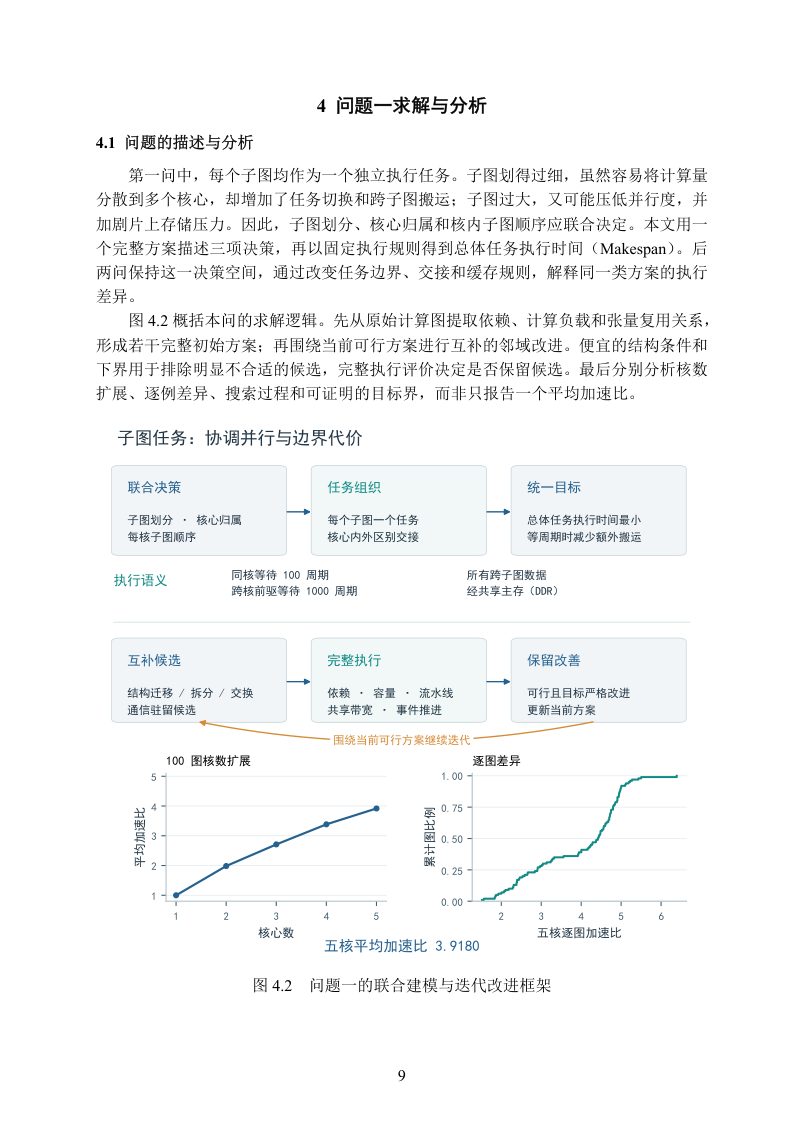 4 问题一求解与分析
4.1 问题的描述与分析
第一问中，每个子图均作为一个独立执行任务。子图划得过细，虽然容易将计算量
分散到多个核心，却增加了任务切换和跨子图搬运；子图过大，又可能压低并行度，并
加剧片上存储压力。因此，子图划分、核心归属和核内子图顺序应联合决定。本文用一
个完整方案描述三项决策，再以固定执行规则得到总体任务执行时间（Makespan）。后
两问保持这一决策空间，通过改变任务边界、交接和缓存规则，解释同一类方案的执行
差异。
图 4.2 概括本问的求解逻辑。先从原始计算图提取依赖、计算负载和张量复用关系，
形成若干完整初始方案；再围绕当前可行方案进行互补的邻域改进。便宜的结构条件和
下界用于排除明显不合适的候选，完整执行评价决定是否保留候选。最后分别分析核数
扩展、逐例差异、搜索过程和可证明的目标界，而非只报告一个平均加速比。
子图任务：协调并行与边界代价
联合决策
子图划分 · 核心归属
每核子图顺序
任务组织
每个子图一个任务
核心内外区别交接
统一目标
总体任务执行时间最小
等周期时减少额外搬运
执行语义
同核等待 100 周期
跨核前驱等待 1000 周期
所有跨子图数据
经共享主存（DDR）
互补候选
结构迁移 / 拆分 / 交换
通信驻留候选
完整执行
依赖 · 容量 · 流水线
共享带宽 · 事件推进
保留改善
可行且目标严格改进
更新当前方案
围绕当前可行方案继续迭代
100 图核数扩展
5
4
3
2
1
平均加速比
1 2 3 4 5
核心数
逐图差异
1.00
0.75
0.50
0.25
0.00
累计图比例
2 3 4 5 6
五核逐图加速比
五核平均加速比 3.9180
图 4.2 问题一的联合建模与迭代改进框架
9